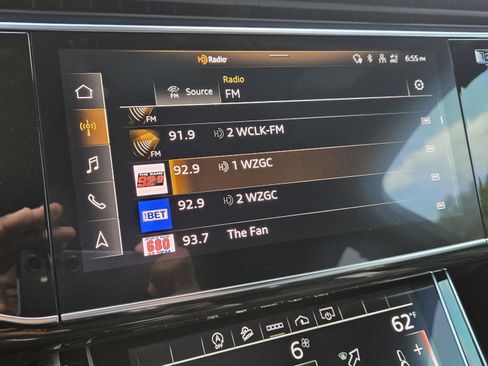 HD Radio 6:55 PM
Radio
FM Source FM
FM
91.9 HD 2 WCLK-FM
THE GAME 92.9 92.9 HD 1 WZGC
BET 92.9 HD 2 WZGC
680 93.7 The Fan
A OFF
6 62°F